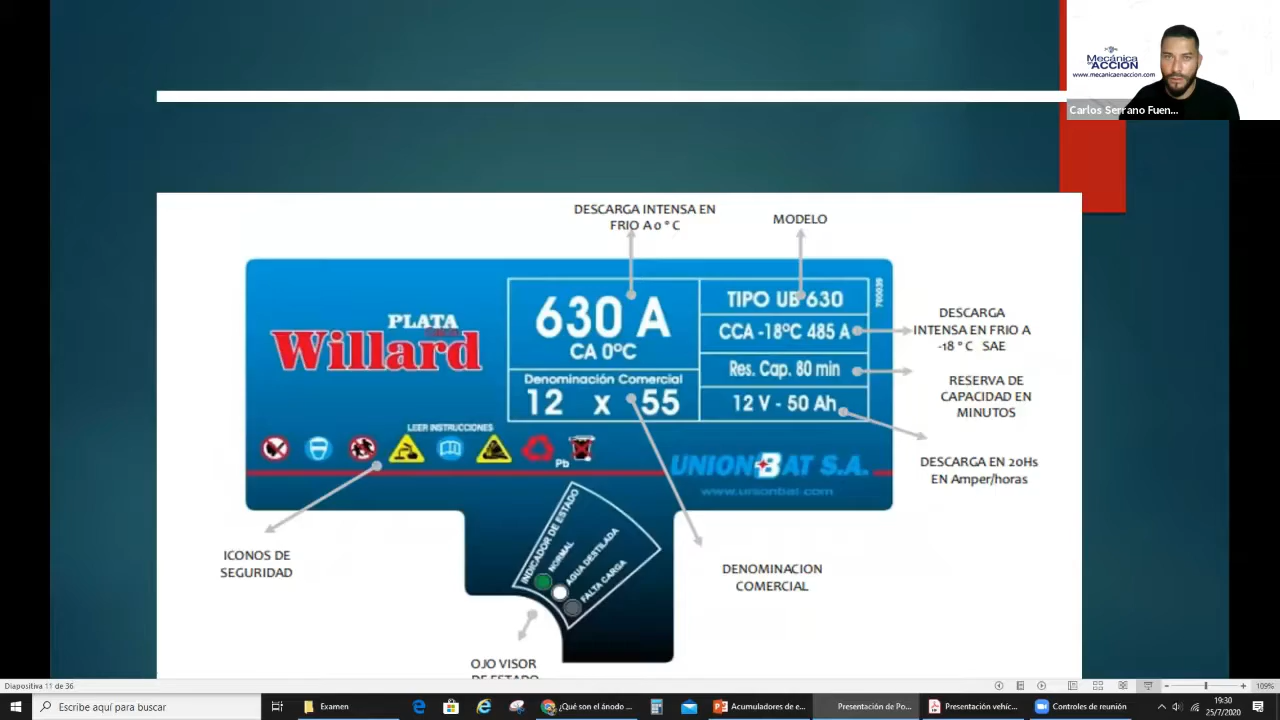 Mecánica
EN ACCIÓN
www.mecanicaenaccion.com
Carlos Serrano Fuen...
DESCARGA INTENSA EN
FRIO A 0 ° C
MODELO
630 A
CA 0ºC
TIPO UB 630
700039
CCA -18ºC 485 A
DESCARGA
INTENSA EN FRIO A
-18 ° C SAE
PLATA
Willard
Res. Cap. 80 min
RESERVA DE
CAPACIDAD EN
MINUTOS
Denominación Comercial
12 x 55
12 V - 50 Ah
LEER INSTRUCCIONES
Pb
UNIONBAT S.A.
www.unionbat.com
DESCARGA EN 20Hs
EN Amper/horas
INDICADOR DE ESTADO
NORMAL
AGUA DESTILADA
FALTA CARGA
ICONOS DE
SEGURIDAD
DENOMINACION
COMERCIAL
OJO VISOR
DE ESTADO
Diapositiva 11 de 36
109%
Escribe aquí para buscar
Examen
¿Qué son el ánodo ...
Acumuladores de e...
Presentación de Po...
Presentación vehíc...
Controles de reunión
19:30
25/7/2020